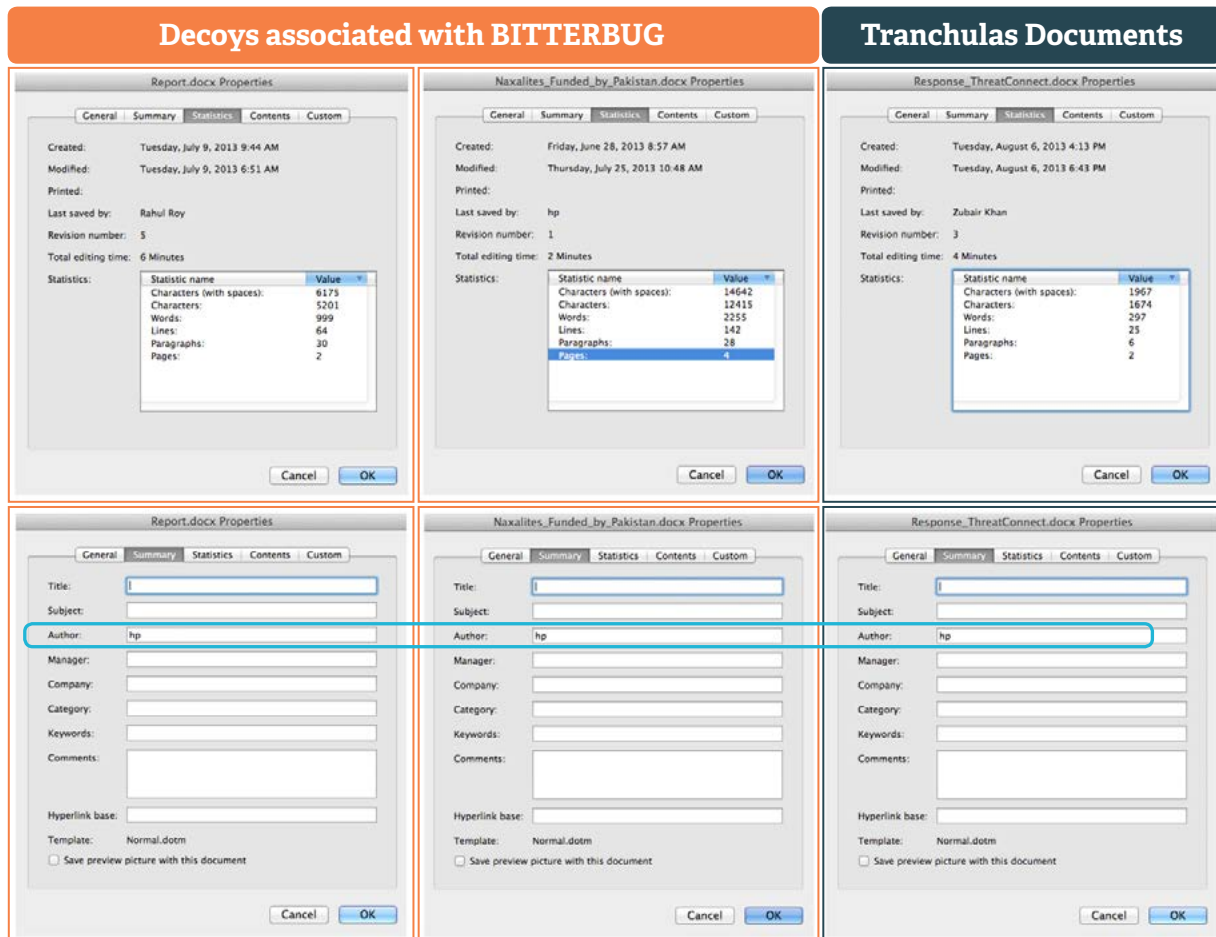 Decoys associated with BITTERBUG
Tranchulas Documents
Report.docx Properties
General Summary Statistics Contents Custom
Created: Tuesday, July 9, 2013 9:44 AM
Modified: Tuesday, July 9, 2013 6:51 AM
Printed:
Last saved by: Rahul Roy
Revision number: 5
Total editing time: 6 Minutes
Statistics: Statistic name Value
Characters (with spaces): 6175
Characters: 5201
Words: 999
Lines: 64
Paragraphs: 30
Pages: 2
Cancel OK
Naxalites_Funded_by_Pakistan.docx Properties
General Summary Statistics Contents Custom
Created: Friday, June 28, 2013 8:57 AM
Modified: Thursday, July 25, 2013 10:48 AM
Printed:
Last saved by: hp
Revision number: 1
Total editing time: 2 Minutes
Statistics: Statistic name Value
Characters (with spaces): 14642
Characters: 12415
Words: 2255
Lines: 142
Paragraphs: 28
Pages: 4
Cancel OK
Response_ThreatConnect.docx Properties
General Summary Statistics Contents Custom
Created: Tuesday, August 6, 2013 4:13 PM
Modified: Tuesday, August 6, 2013 6:43 PM
Printed:
Last saved by: Zubair Khan
Revision number: 3
Total editing time: 4 Minutes
Statistics: Statistic name Value
Characters (with spaces): 1967
Characters: 1674
Words: 297
Lines: 25
Paragraphs: 6
Pages: 2
Cancel OK
Report.docx Properties
General Summary Statistics Contents Custom
Title:
Subject:
Author: hp
Manager:
Company:
Category:
Keywords:
Comments:
Hyperlink base:
Template: Normal.dotm
Save preview picture with this document
Cancel OK
Naxalites_Funded_by_Pakistan.docx Properties
General Summary Statistics Contents Custom
Title:
Subject:
Author: hp
Manager:
Company:
Category:
Keywords:
Comments:
Hyperlink base:
Template: Normal.dotm
Save preview picture with this document
Cancel OK
Response_ThreatConnect.docx Properties
General Summary Statistics Contents Custom
Title:
Subject:
Author: hp
Manager:
Company:
Category:
Keywords:
Comments:
Hyperlink base:
Template: Normal.dotm
Save preview picture with this document
Cancel OK